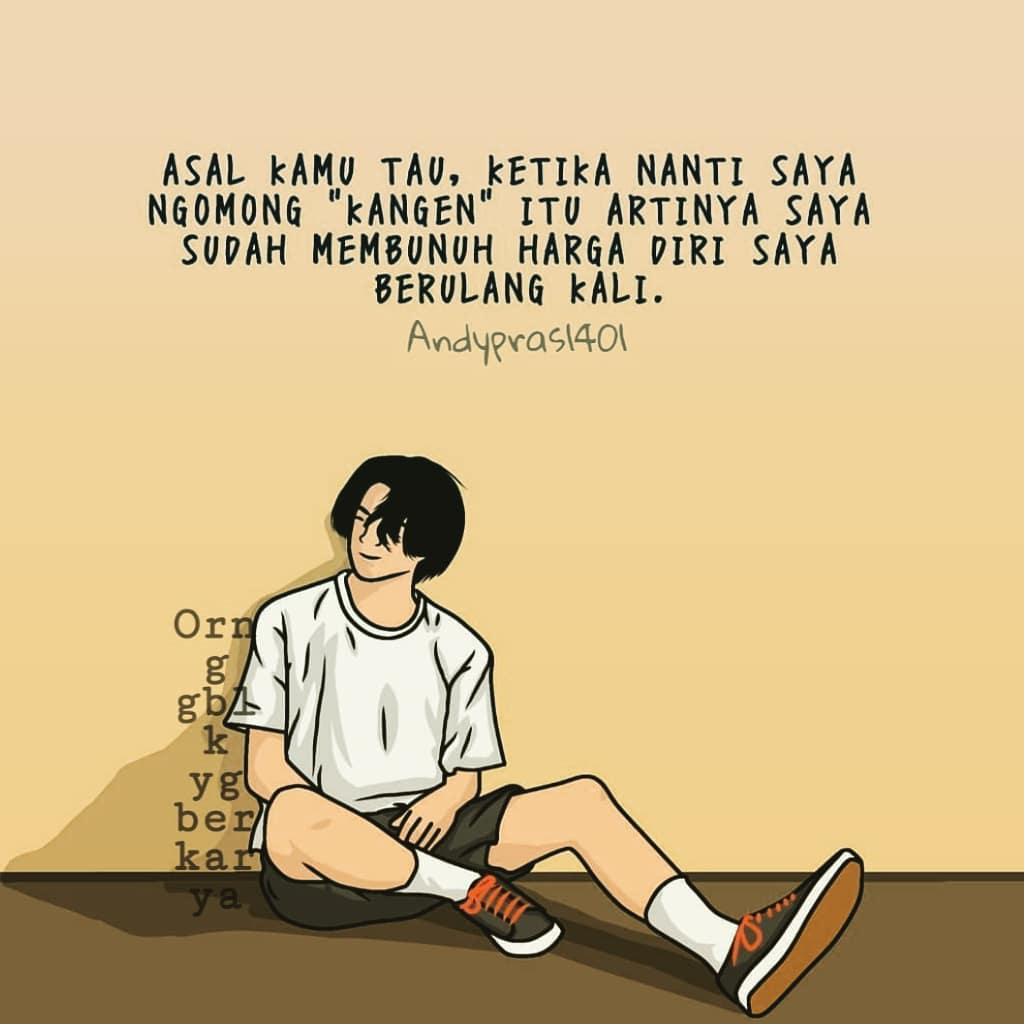 ASAL KAMU TAU, KETIKA NANTI SAYA
NGOMONG "KANGEN" ITU ARTINYA SAYA
SUDAH MEMBUNUH HARGA DIRI SAYA
BERULANG KALI.
Andypras1401
Orn
g
gbl
k
yg
ber
kar
ya